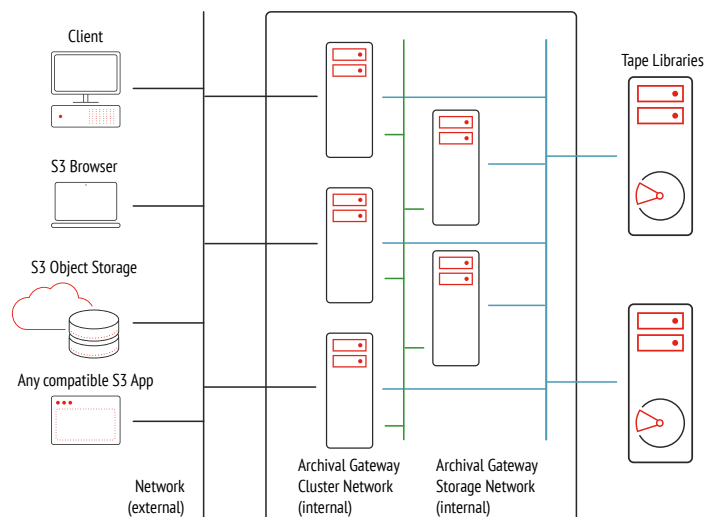 Client
Tape Libraries
S3 Browser
S3 Object Storage
Any compatible S3 App
Network
(external)
Archival Gateway
Cluster Network
(internal)
Archival Gateway
Storage Network
(internal)